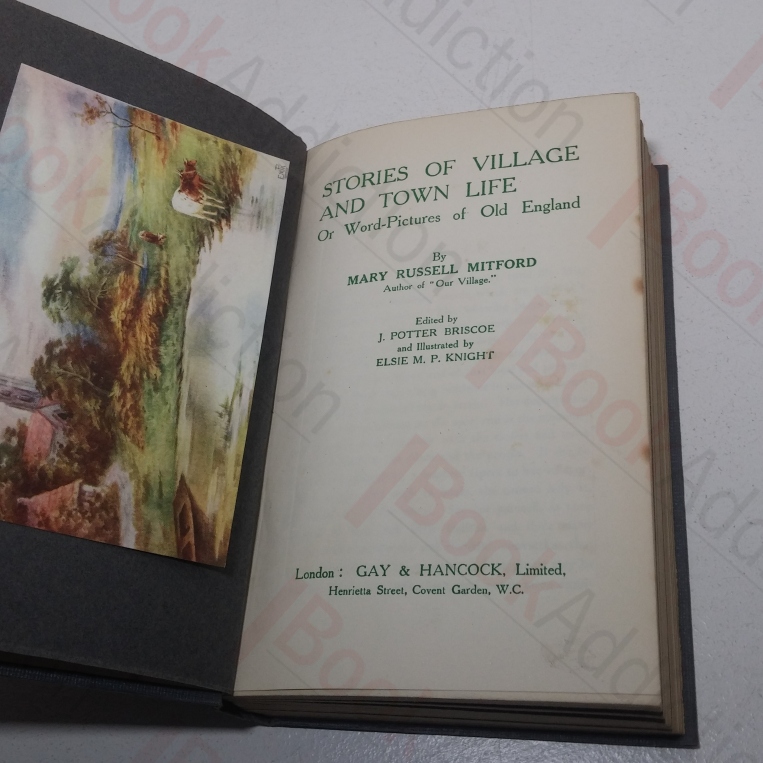 STORIES OF VILLAGE
AND TOWN LIFE
Or Word-Pictures of Old England
By
MARY RUSSELL MITFORD
Author of "Our Village."
Edited by
J. POTTER BRISCOE
and Illustrated by
ELSIE M. P. KNIGHT
London: GAY & HANCOCK, Limited,
Henrietta Street, Covent Garden, W.C.
BookAddiction